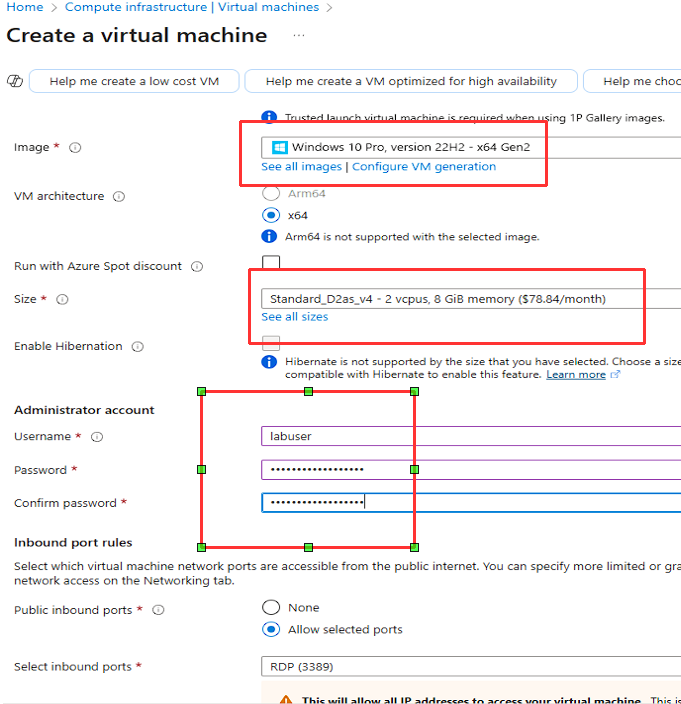 Home > Compute infrastructure | Virtual machines >
Create a virtual machine ...
Help me create a low cost VM
Help me create a VM optimized for high availability
Help me choo
Trusted launch virtual machine is required when using 1P Gallery images.
Image *
Windows 10 Pro, version 22H2 - x64 Gen2
See all images | Configure VM generation
VM architecture
Arm64
x64
Arm64 is not supported with the selected image.
Run with Azure Spot discount
Size *
Standard_D2as_v4 - 2 vcpus, 8 GiB memory ($78.84/month)
See all sizes
Enable Hibernation
Hibernate is not supported by the size that you have selected. Choose a size
compatible with Hibernate to enable this feature. Learn more
Administrator account
Username *
labuser
Password *
••••••••••••••••••
Confirm password *
••••••••••••••••••
Inbound port rules
Select which virtual machine network ports are accessible from the public internet. You can specify more limited or gra
network access on the Networking tab.
Public inbound ports *
None
Allow selected ports
Select inbound ports *
RDP (3389)
This will allow all IP addresses to access your virtual machine. This is